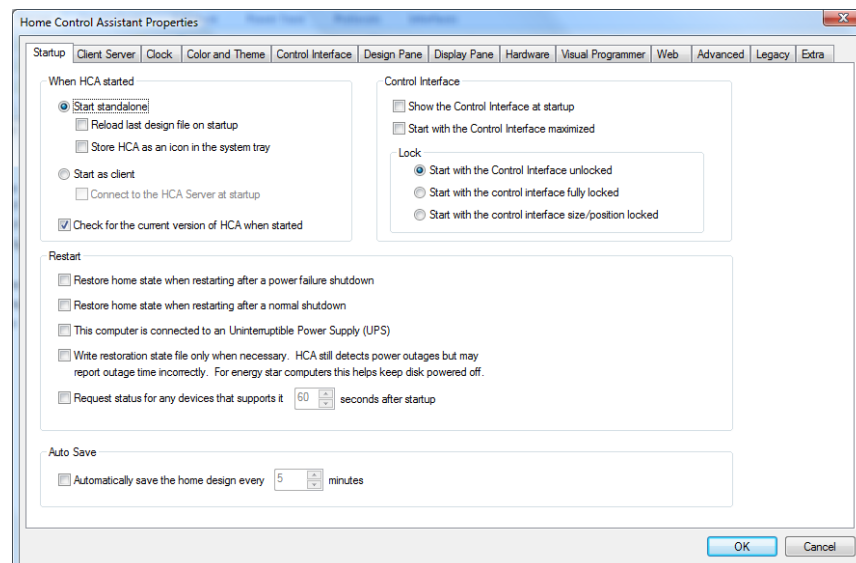 Home Control Assistant Properties
Startup Client Server Clock Color and Theme Control Interface Design Pane Display Pane Hardware Visual Programmer Web Advanced Legacy Extra
When HCA started
Start standalone
Reload last design file on startup
Store HCA as an icon in the system tray
Start as client
Connect to the HCA Server at startup
Check for the current version of HCA when started
Control Interface
Show the Control Interface at startup
Start with the Control Interface maximized
Lock
Start with the Control Interface unlocked
Start with the control interface fully locked
Start with the control interface size/position locked
Restart
Restore home state when restarting after a power failure shutdown
Restore home state when restarting after a normal shutdown
This computer is connected to an Uninterruptible Power Supply (UPS)
Write restoration state file only when necessary. HCA still detects power outages but may
report outage time incorrectly. For energy star computers this helps keep disk powered off.
Request status for any devices that supports it 60 seconds after startup
Auto Save
Automatically save the home design every 5 minutes
OK Cancel